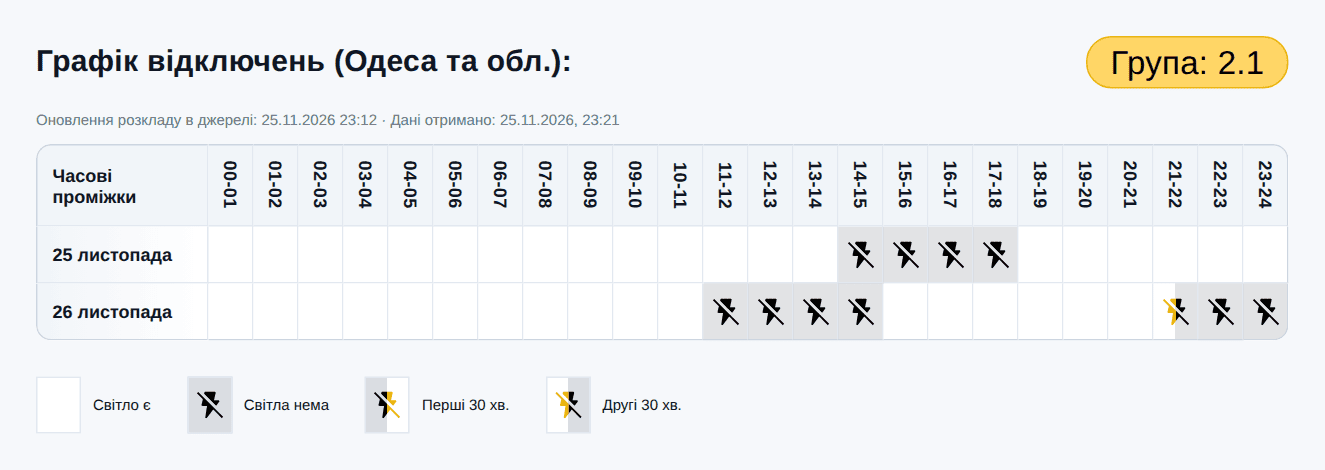 Графік відключень (Одеса та обл.):
Група: 2.1
Оновлення розкладу в джерелі: 25.11.2026 23:12 · Дані отримано: 25.11.2026, 23:21
Часові
проміжки
00-01
01-02
02-03
03-04
04-05
05-06
06-07
07-08
08-09
09-10
10-11
11-12
12-13
13-14
14-15
15-16
16-17
17-18
18-19
19-20
20-21
21-22
22-23
23-24
25 листопада
26 листопада
Світло є
Світла нема
Перші 30 хв.
Другі 30 хв.